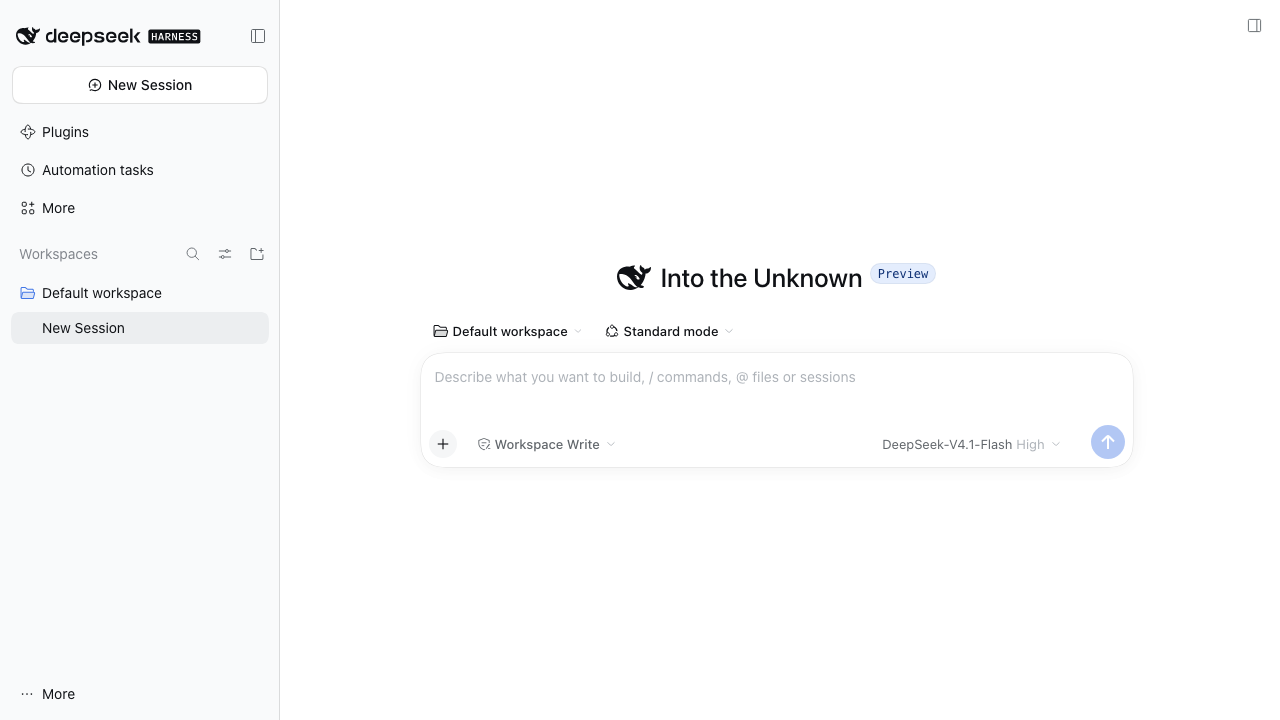 deepseek HARNESS
New Session
Plugins
Automation tasks
More
Workspaces
Default workspace
New Session
More
Into the Unknown Preview
Default workspace Standard mode
Describe what you want to build, / commands, @ files or sessions
Workspace Write DeepSeek-V4.1-Flash High